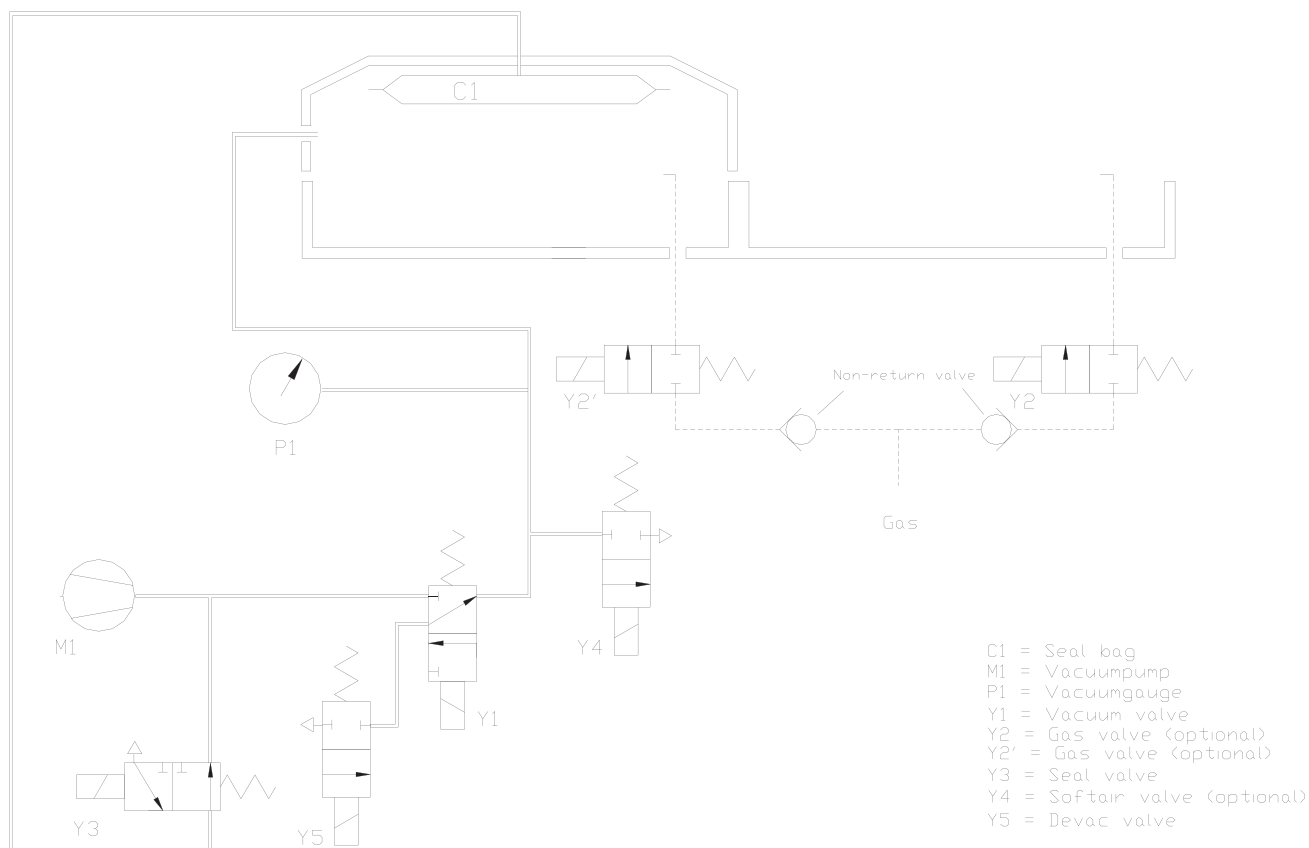 C1
Non-return valve
Y2'
Y2
P1
Gas
M1
Y4
Y1
Y3
Y5
C1 = Seal bag
M1 = Vacuumpump
P1 = Vacuumgauge
Y1 = Vacuum valve
Y2 = Gas valve (optional)
Y2' = Gas valve (optional)
Y3 = Seal valve
Y4 = Softair valve (optional)
Y5 = Devac valve